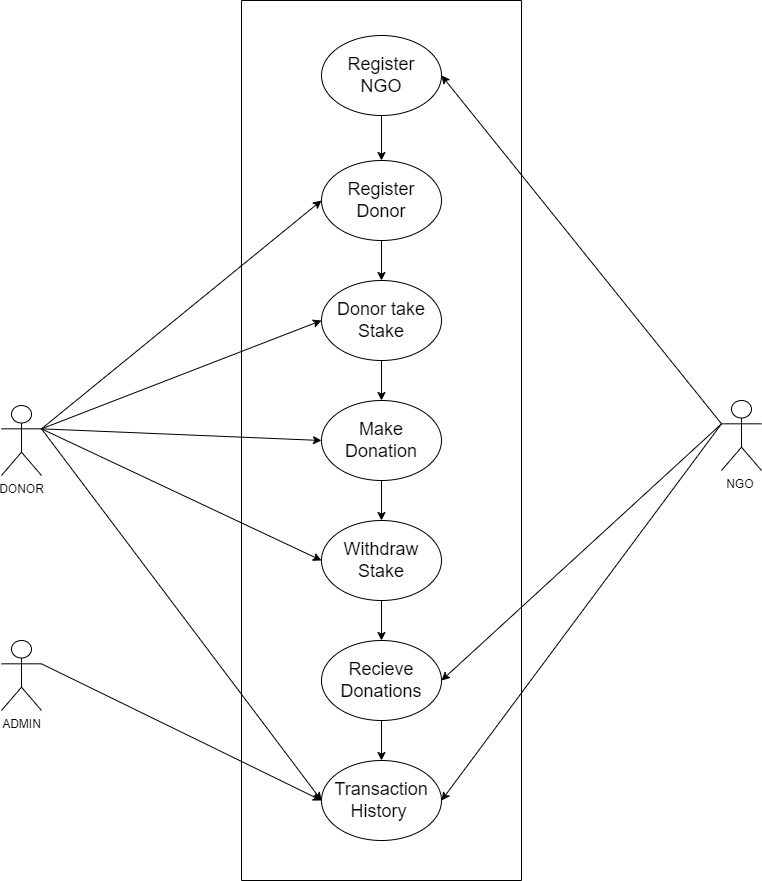 Register
NGO
Register
Donor
Donor take
Stake
Make
Donation
DONOR
NGO
Withdraw
Stake
Recieve
Donations
ADMIN
Transaction
History